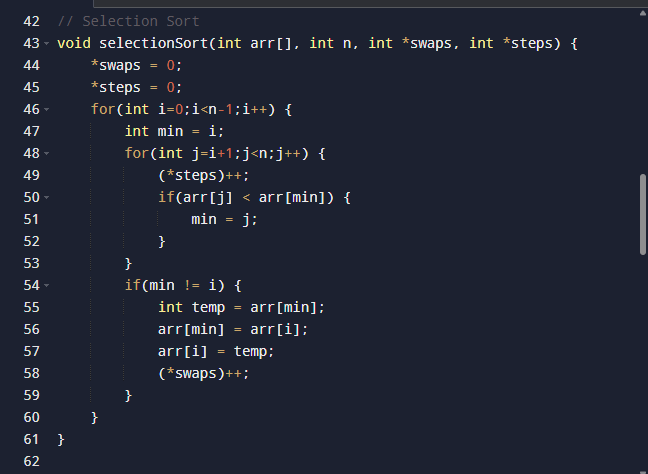 42 // Selection Sort
43 void selectionSort(int arr[], int n, int *swaps, int *steps) {
44     *swaps = 0;
45     *steps = 0;
46     for(int i=0;i<n-1;i++) {
47         int min = i;
48         for(int j=i+1;j<n;j++) {
49             (*steps)++;
50             if(arr[j] < arr[min]) {
51                 min = j;
52             }
53         }
54         if(min != i) {
55             int temp = arr[min];
56             arr[min] = arr[i];
57             arr[i] = temp;
58             (*swaps)++;
59         }
60     }
61 }
62